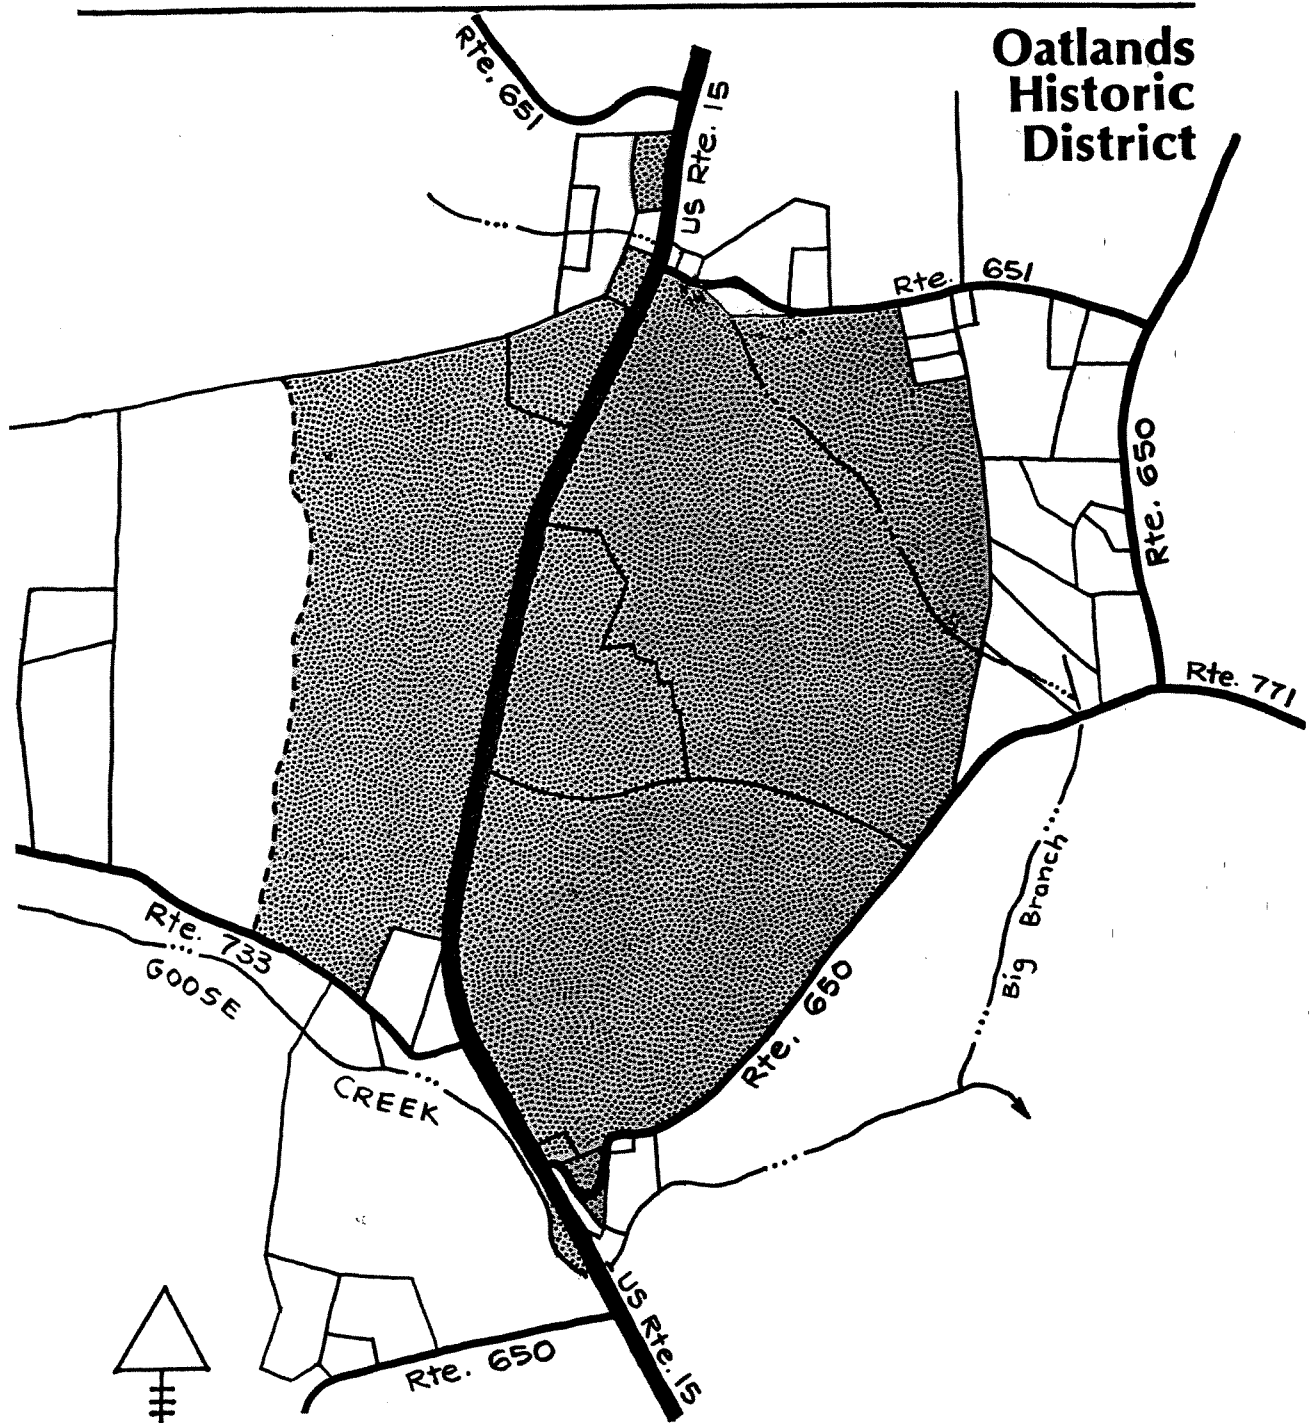 Oatlands
Historic
District
Rte. 651
US Rte. 15
Rte. 651
Rte. 650
Rte. 771
Rte. 733
GOOSE
CREEK
Big Branch
Rte. 650
US Rte. 15
Rte. 650